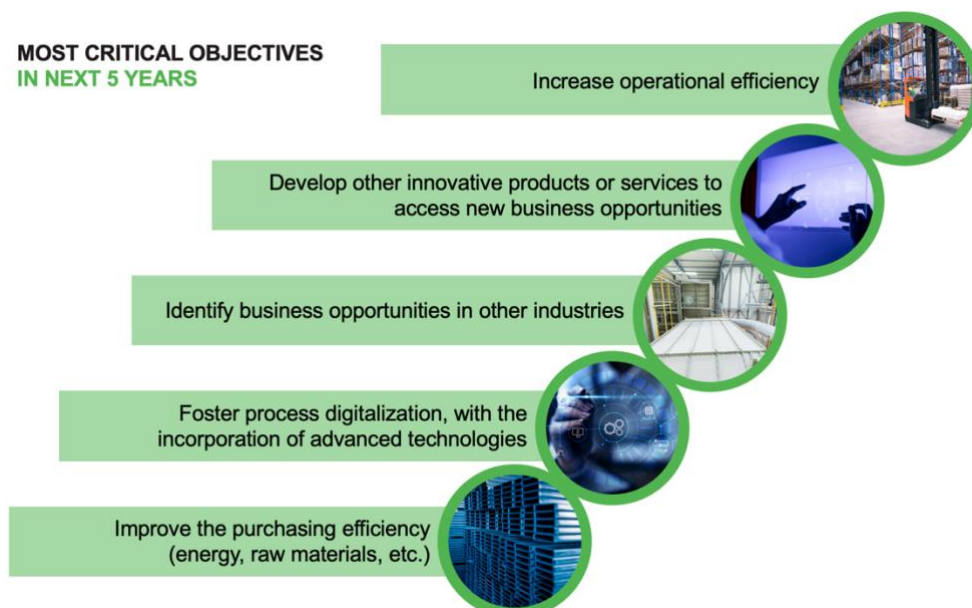 MOST CRITICAL OBJECTIVES
IN NEXT 5 YEARS
Increase operational efficiency
Develop other innovative products or services to
access new business opportunities
Identify business opportunities in other industries
Foster process digitalization, with the
incorporation of advanced technologies
Improve the purchasing efficiency
(energy, raw materials, etc.)